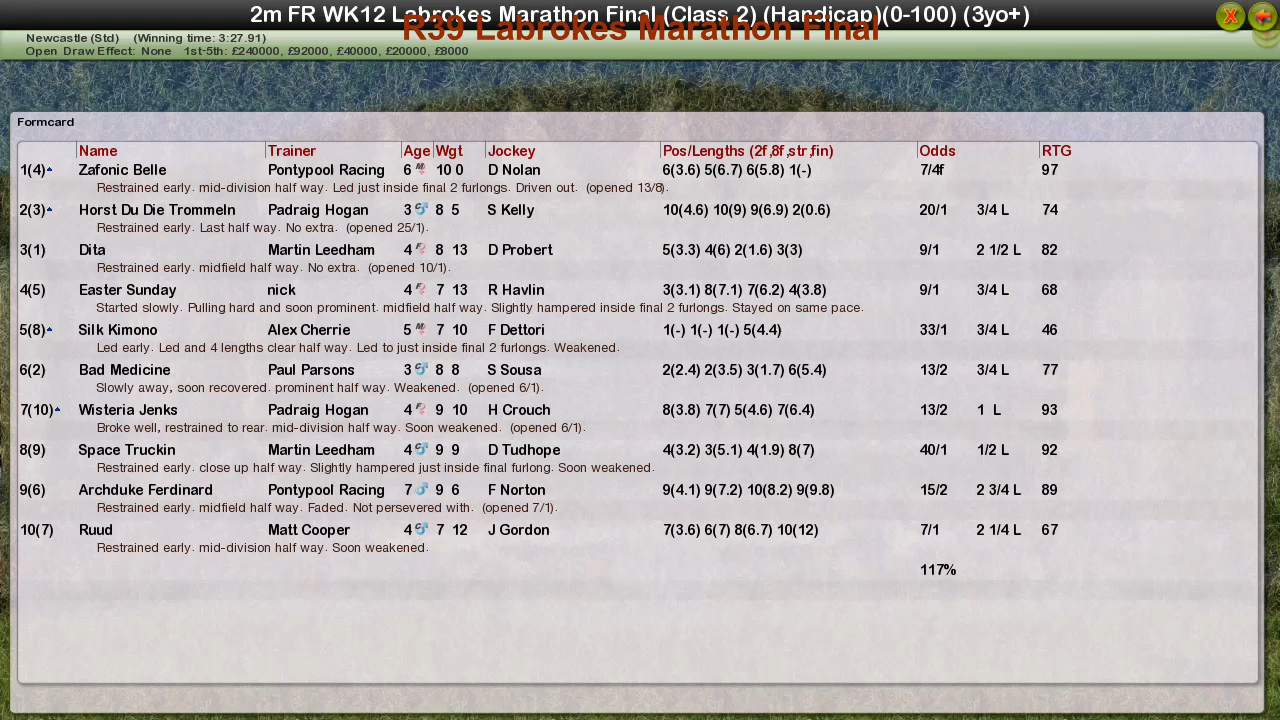 2m FR WK12 Labrokes Marathon Final (Class 2) (Handicap)(0-100) (3yo+)
R39 Labrokes Marathon Final
Newcastle (Std) (Winning time: 3:27.91)
Open Draw Effect: None 1st-5th: £240000, £92000, £40000, £20000, £8000
Formcard
Name Trainer Age Wgt Jockey Pos/Lengths (2f,8f,str,fin) Odds RTG
1(4) Zafonic Belle Pontypool Racing 6 10 0 D Nolan 6(3.6) 5(6.7) 6(5.8) 1(-) 7/4f 97
Restrained early. mid-division half way. Led just inside final 2 furlongs. Driven out. (opened 13/8).
2(3) Horst Du Die Trommeln Padraig Hogan 3 8 5 S Kelly 10(4.6) 10(9) 9(6.9) 2(0.6) 20/1 3/4 L 74
Restrained early. Last half way. No extra. (opened 25/1).
3(1) Dita Martin Leedham 4 8 13 D Probert 5(3.3) 4(6) 2(1.6) 3(3) 9/1 2 1/2 L 82
Restrained early. midfield half way. No extra. (opened 10/1).
4(5) Easter Sunday nick 4 7 13 R Havlin 3(3.1) 8(7.1) 7(6.2) 4(3.8) 9/1 3/4 L 68
Started slowly. Pulling hard and soon prominent. midfield half way. Slightly hampered inside final 2 furlongs. Stayed on same pace.
5(8) Silk Kimono Alex Cherrie 5 7 10 F Dettori 1(-) 1(-) 1(-) 5(4.4) 33/1 3/4 L 46
Led early. Led and 4 lengths clear half way. Led to just inside final 2 furlongs. Weakened.
6(2) Bad Medicine Paul Parsons 3 8 8 S Sousa 2(2.4) 2(3.5) 3(1.7) 6(5.4) 13/2 3/4 L 77
Slowly away, soon recovered. prominent half way. Weakened. (opened 6/1).
7(10) Wisteria Jenks Padraig Hogan 4 9 10 H Crouch 8(3.8) 7(7) 5(4.6) 7(6.4) 13/2 1 L 93
Broke well, restrained to rear. mid-division half way. Soon weakened. (opened 6/1).
8(9) Space Truckin Martin Leedham 4 9 9 D Tudhope 4(3.2) 3(5.1) 4(1.9) 8(7) 40/1 1/2 L 92
Restrained early. close up half way. Slightly hampered just inside final furlong. Soon weakened.
9(6) Archduke Ferdinard Pontypool Racing 7 9 6 F Norton 9(4.1) 9(7.2) 10(8.2) 9(9.8) 15/2 2 3/4 L 89
Restrained early. midfield half way. Faded. Not persevered with. (opened 7/1).
10(7) Ruud Matt Cooper 4 7 12 J Gordon 7(3.6) 6(7) 8(6.7) 10(12) 7/1 2 1/4 L 67
Restrained early. mid-division half way. Soon weakened.
117%